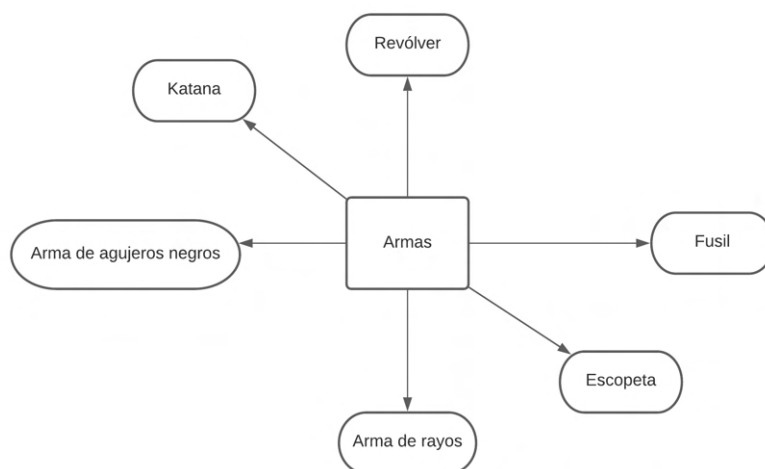 Revólver
Katana
Armas
Arma de agujeros negros
Fusil
Escopeta
Arma de rayos